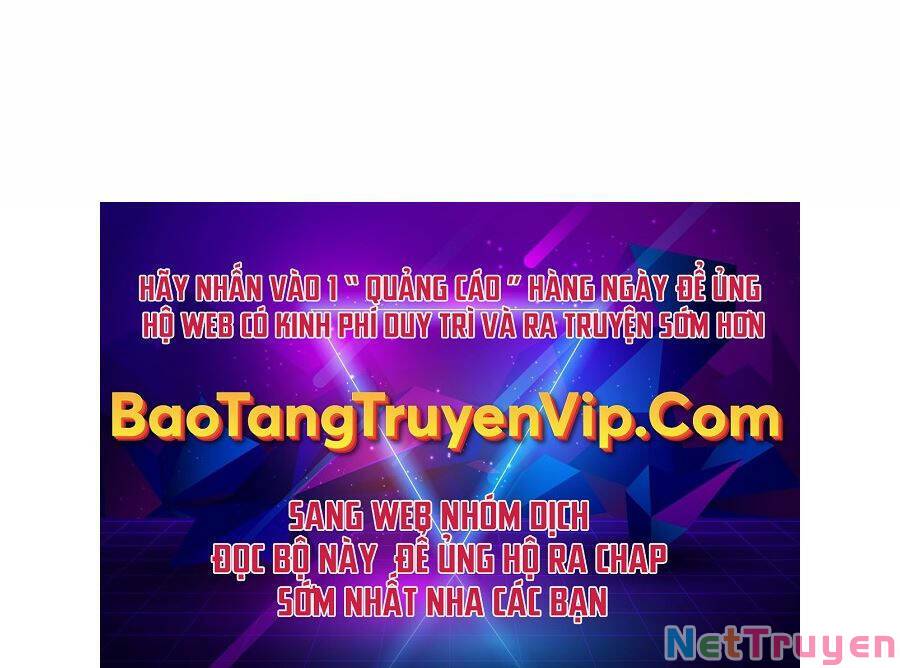 HÃY NHẤN VÀO 1 “ QUẢNG CÁO ” HÀNG NGÀY ĐỂ ỦNG
HỘ WEB CÓ KINH PHÍ DUY TRÌ VÀ RA TRUYỆN SỚM HƠN
BaoTangTruyenVip.Com
SANG WEB NHÓM DỊCH
ĐỌC BỘ NÀY ĐỂ ỦNG HỘ RA CHAP
SỚM NHẤT NHA CÁC BẠN
NetTruyen